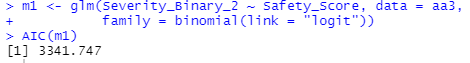 > m1 <- glm(Severity_Binary_2 ~ Safety_Score, data = aa3,
+           family = binomial(link = "logit"))
> AIC(m1)
[1] 3341.747